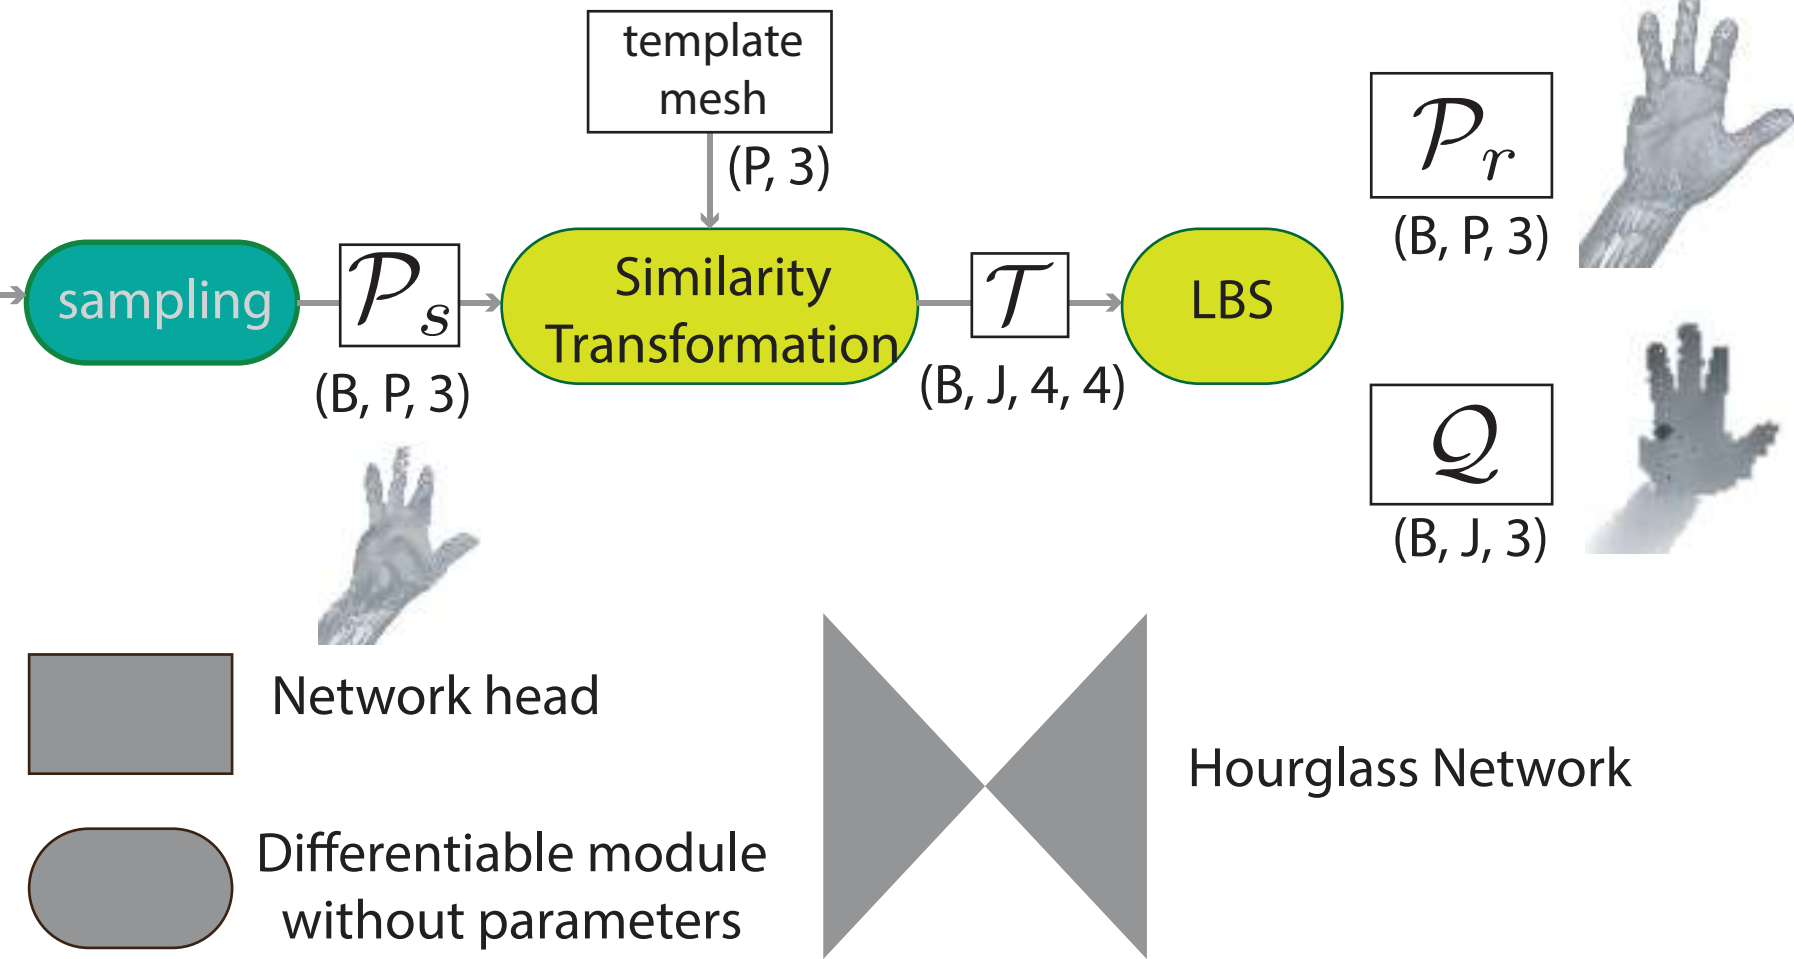 template
mesh
(P, 3)
sampling
𝒫s
(B, P, 3)
Similarity
Transformation
𝒯
(B, J, 4, 4)
LBS
𝒫r
(B, P, 3)
𝒬
(B, J, 3)
Network head
Differentiable module
without parameters
Hourglass Network